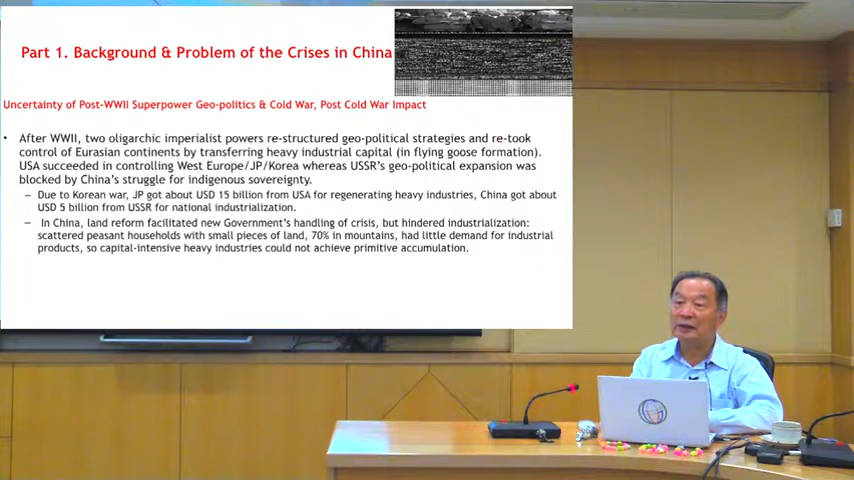 Part 1. Background & Problem of the Crises in China
Uncertainty of Post-WWII Superpower Geo-politics & Cold War, Post Cold War Impact
• After WWII, two oligarchic imperialist powers re-structured geo-political strategies and re-took
control of Eurasian continents by transferring heavy industrial capital (in flying goose formation).
USA succeeded in controlling West Europe/JP/Korea whereas USSR's geo-political expansion was
blocked by China's struggle for indigenous sovereignty.
– Due to Korean war, JP got about USD 15 billion from USA for regenerating heavy industries, China got about
USD 5 billion from USSR for national industrialization.
– In China, land reform facilitated new Government's handling of crisis, but hindered industrialization:
scattered peasant households with small pieces of land, 70% in mountains, had little demand for industrial
products, so capital-intensive heavy industries could not achieve primitive accumulation.